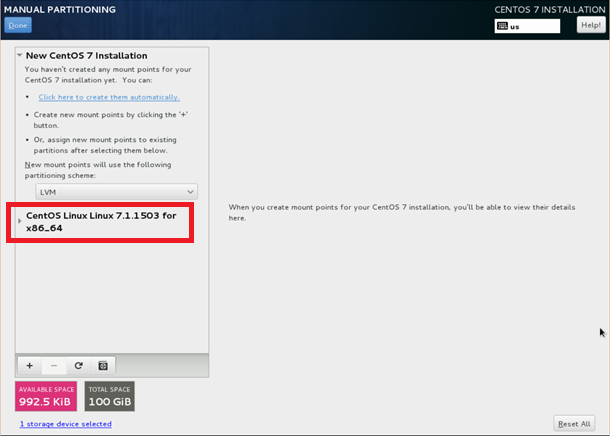 MANUAL PARTITIONING
CENTOS 7 INSTALLATION
Done
us
Help!
New CentOS 7 Installation
You haven't created any mount points for your
CentOS 7 installation yet. You can:
• Click here to create them automatically.
• Create new mount points by clicking the '+'
button.
• Or, assign new mount points to existing
partitions after selecting them below.
New mount points will use the following
partitioning scheme:
LVM
CentOS Linux Linux 7.1.1503 for
x86_64
When you create mount points for your CentOS 7 installation, you'll be able to view their details
here.
+ −
AVAILABLE SPACE
992.5 KiB
TOTAL SPACE
100 GiB
1 storage device selected
Reset All